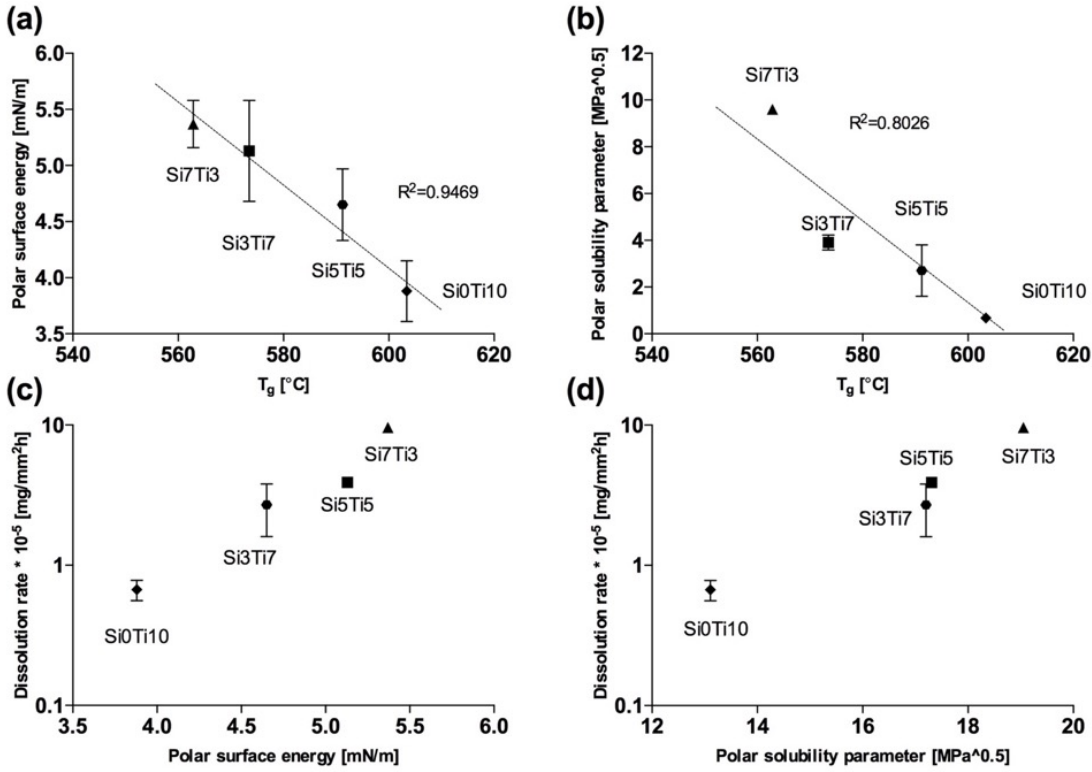 (a)
Polar surface energy [mN/m]
6.0
5.5
5.0
4.5
4.0
3.5
Si7Ti3
Si3Ti7
Si5Ti5
Si0Ti10
R²=0.9469
540
560
580
600
620
Tg [°C]
(b)
Polar solubility parameter [MPa^0.5]
12
10
8
6
4
2
0
Si7Ti3
R²=0.8026
Si3Ti7
Si5Ti5
Si0Ti10
540
560
580
600
620
Tg [°C]
(c)
Dissolution rate * 10⁻⁵ [mg/mm²h]
10
1
0.1
Si7Ti3
Si5Ti5
Si3Ti7
Si0Ti10
3.5
4.0
4.5
5.0
5.5
6.0
Polar surface energy [mN/m]
(d)
Dissolution rate * 10⁻⁵ [mg/mm²h]
10
1
0.1
Si5Ti5
Si7Ti3
Si3Ti7
Si0Ti10
12
14
16
18
20
Polar solubility parameter [MPa^0.5]